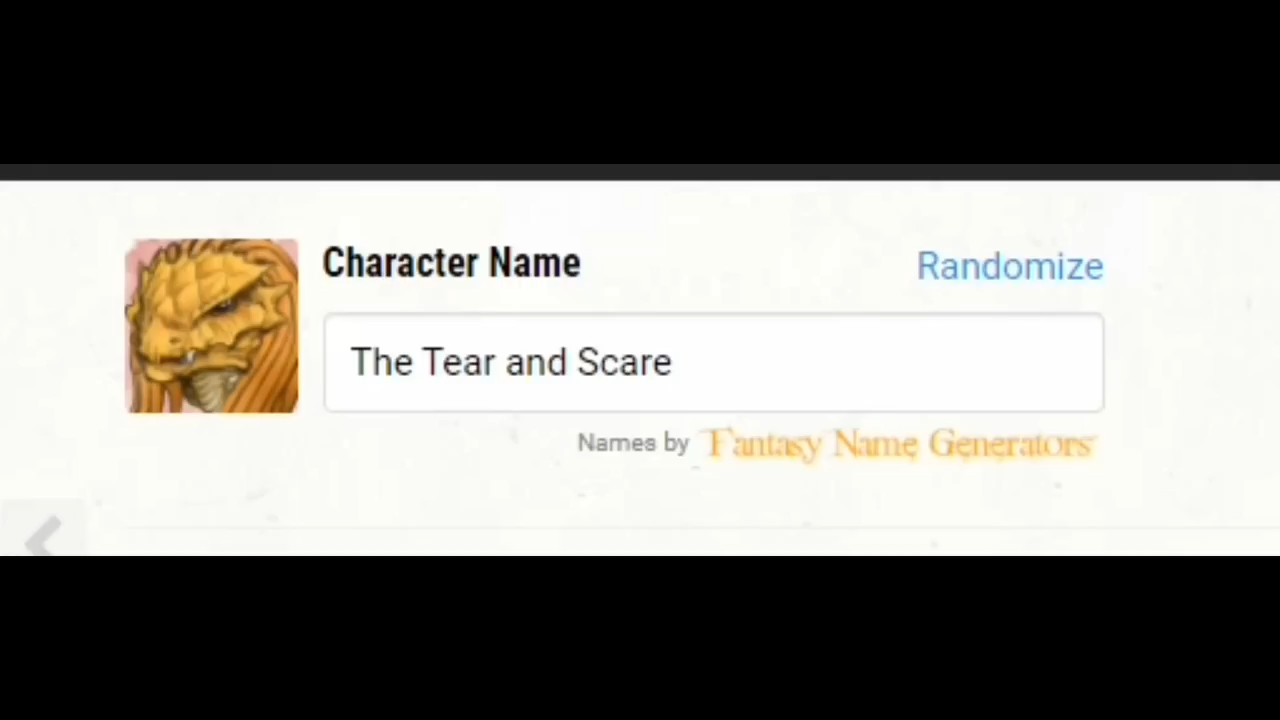 Character Name
Randomize
The Tear and Scare
Names by Fantasy Name Generators